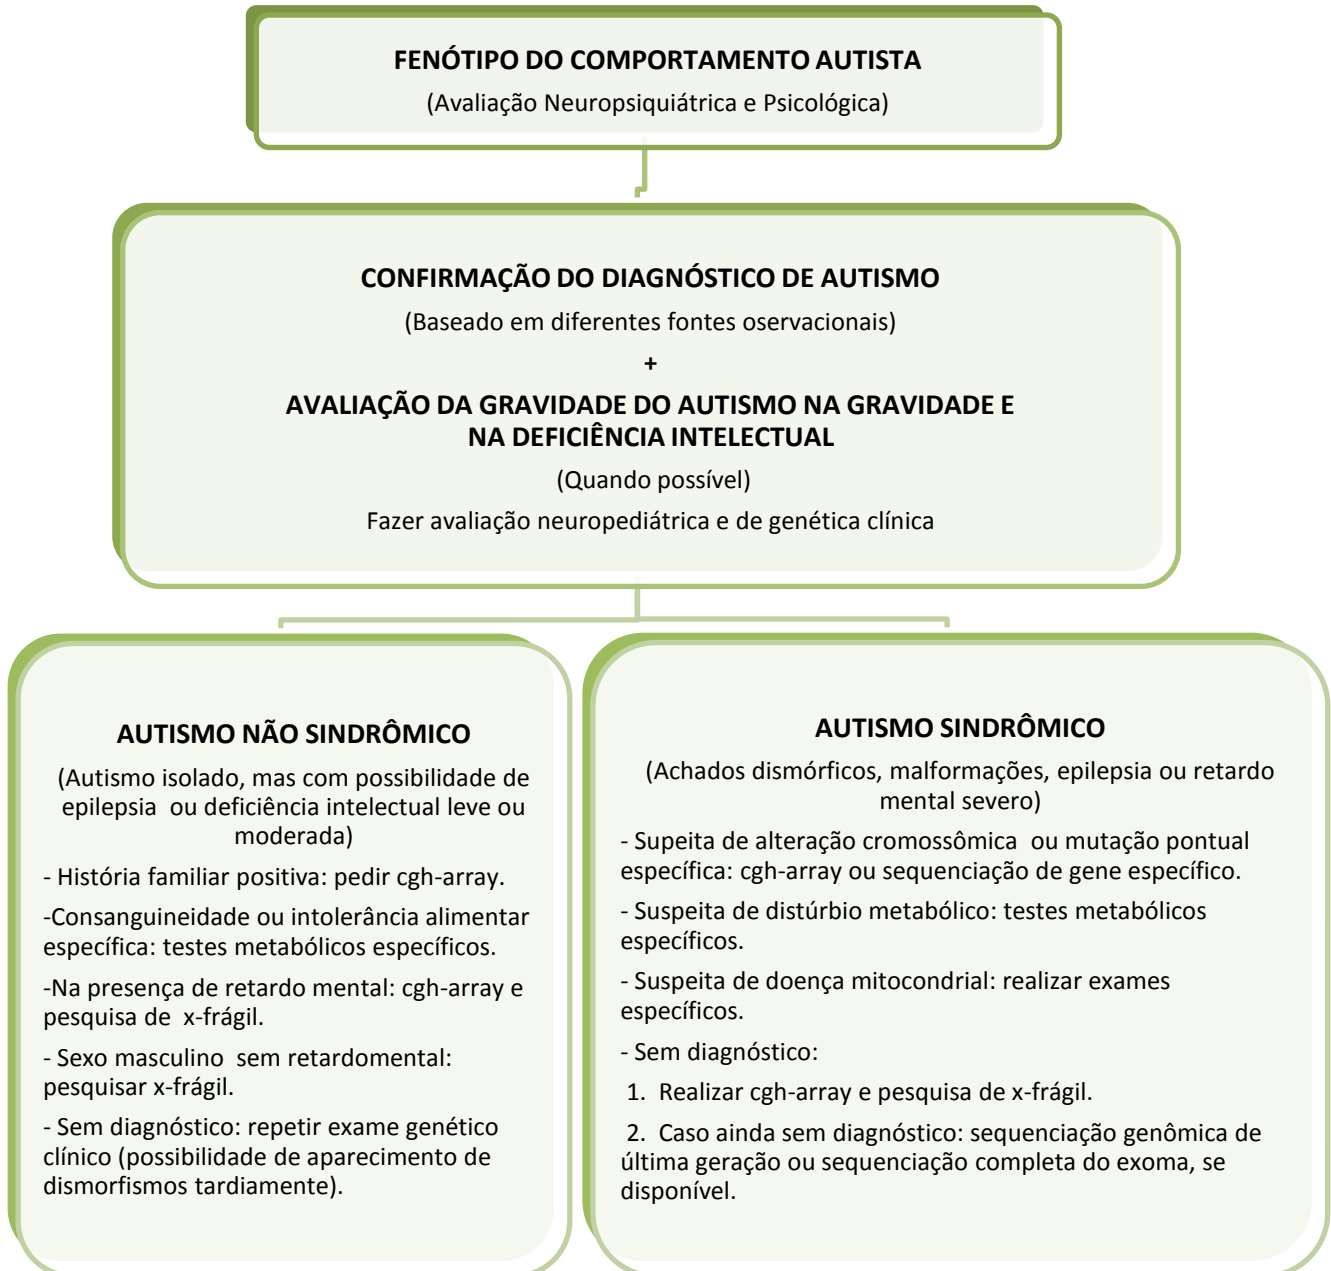 FENÓTIPO DO COMPORTAMENTO AUTISTA
(Avaliação Neuropsiquiátrica e Psicológica)
CONFIRMAÇÃO DO DIAGNÓSTICO DE AUTISMO
(Baseado em diferentes fontes oservacionais)
+
AVALIAÇÃO DA GRAVIDADE DO AUTISMO NA GRAVIDADE E
NA DEFICIÊNCIA INTELECTUAL
(Quando possível)
Fazer avaliação neuropediátrica e de genética clínica
AUTISMO NÃO SINDRÔMICO
(Autismo isolado, mas com possibilidade de
epilepsia ou deficiência intelectual leve ou
moderada)
- História familiar positiva: pedir cgh-array.
-Consanguineidade ou intolerância alimentar
específica: testes metabólicos específicos.
-Na presença de retardo mental: cgh-array e
pesquisa de x-frágil.
- Sexo masculino sem retardomental:
pesquisar x-frágil.
- Sem diagnóstico: repetir exame genético
clínico (possibilidade de aparecimento de
dismorfismos tardiamente).
AUTISMO SINDRÔMICO
(Achados dismórficos, malformações, epilepsia ou retardo
mental severo)
- Supeita de alteração cromossômica ou mutação pontual
específica: cgh-array ou sequenciação de gene específico.
- Suspeita de distúrbio metabólico: testes metabólicos
específicos.
- Suspeita de doença mitocondrial: realizar exames
específicos.
- Sem diagnóstico:
1. Realizar cgh-array e pesquisa de x-frágil.
2. Caso ainda sem diagnóstico: sequenciação genômica de
última geração ou sequenciação completa do exoma, se
disponível.